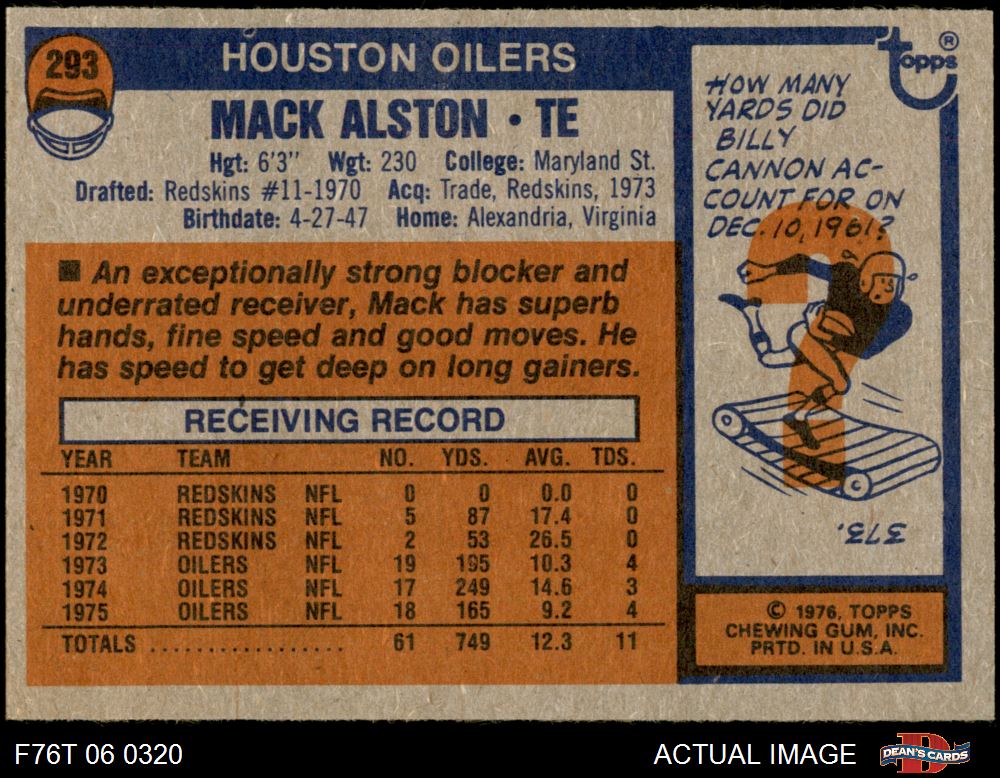 293
HOUSTON OILERS
MACK ALSTON • TE
Hgt: 6'3" Wgt: 230 College: Maryland St.
Drafted: Redskins #11-1970 Acq: Trade, Redskins, 1973
Birthdate: 4-27-47 Home: Alexandria, Virginia
■ An exceptionally strong blocker and
underrated receiver, Mack has superb
hands, fine speed and good moves. He
has speed to get deep on long gainers.
RECEIVING RECORD
YEAR TEAM NO. YDS. AVG. TDS.
1970 REDSKINS NFL 0 0 0.0 0
1971 REDSKINS NFL 5 87 17.4 0
1972 REDSKINS NFL 2 53 26.5 0
1973 OILERS NFL 19 195 10.3 4
1974 OILERS NFL 17 249 14.6 3
1975 OILERS NFL 18 165 9.2 4
TOTALS .................. 61 749 12.3 11
Topps ®
HOW MANY
YARDS DID
BILLY
CANNON AC-
COUNT FOR ON
DEC. 10, 1961?
?
373.
© 1976, TOPPS
CHEWING GUM, INC.
PRTD. IN U.S.A.
F76T 06 0320
ACTUAL IMAGE
DEAN'S CARDS